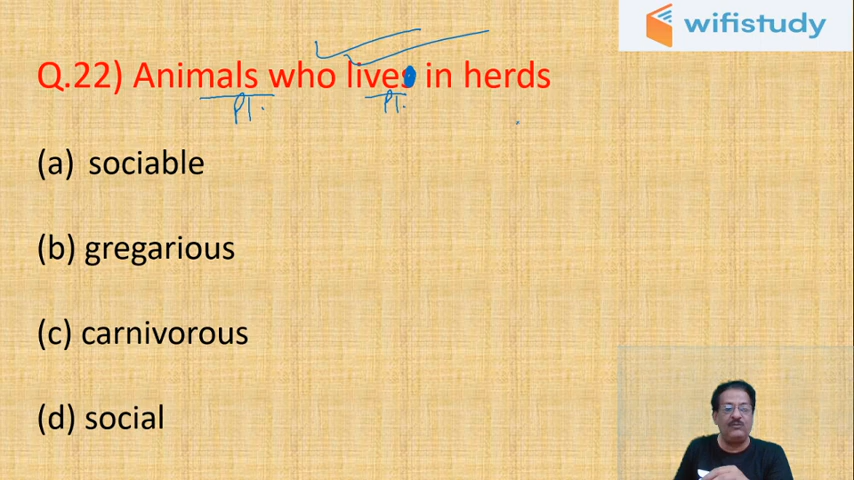 wifistudy
Q.22) Animals who lives in herds
PT. PT.
(a) sociable
(b) gregarious
(c) carnivorous
(d) social